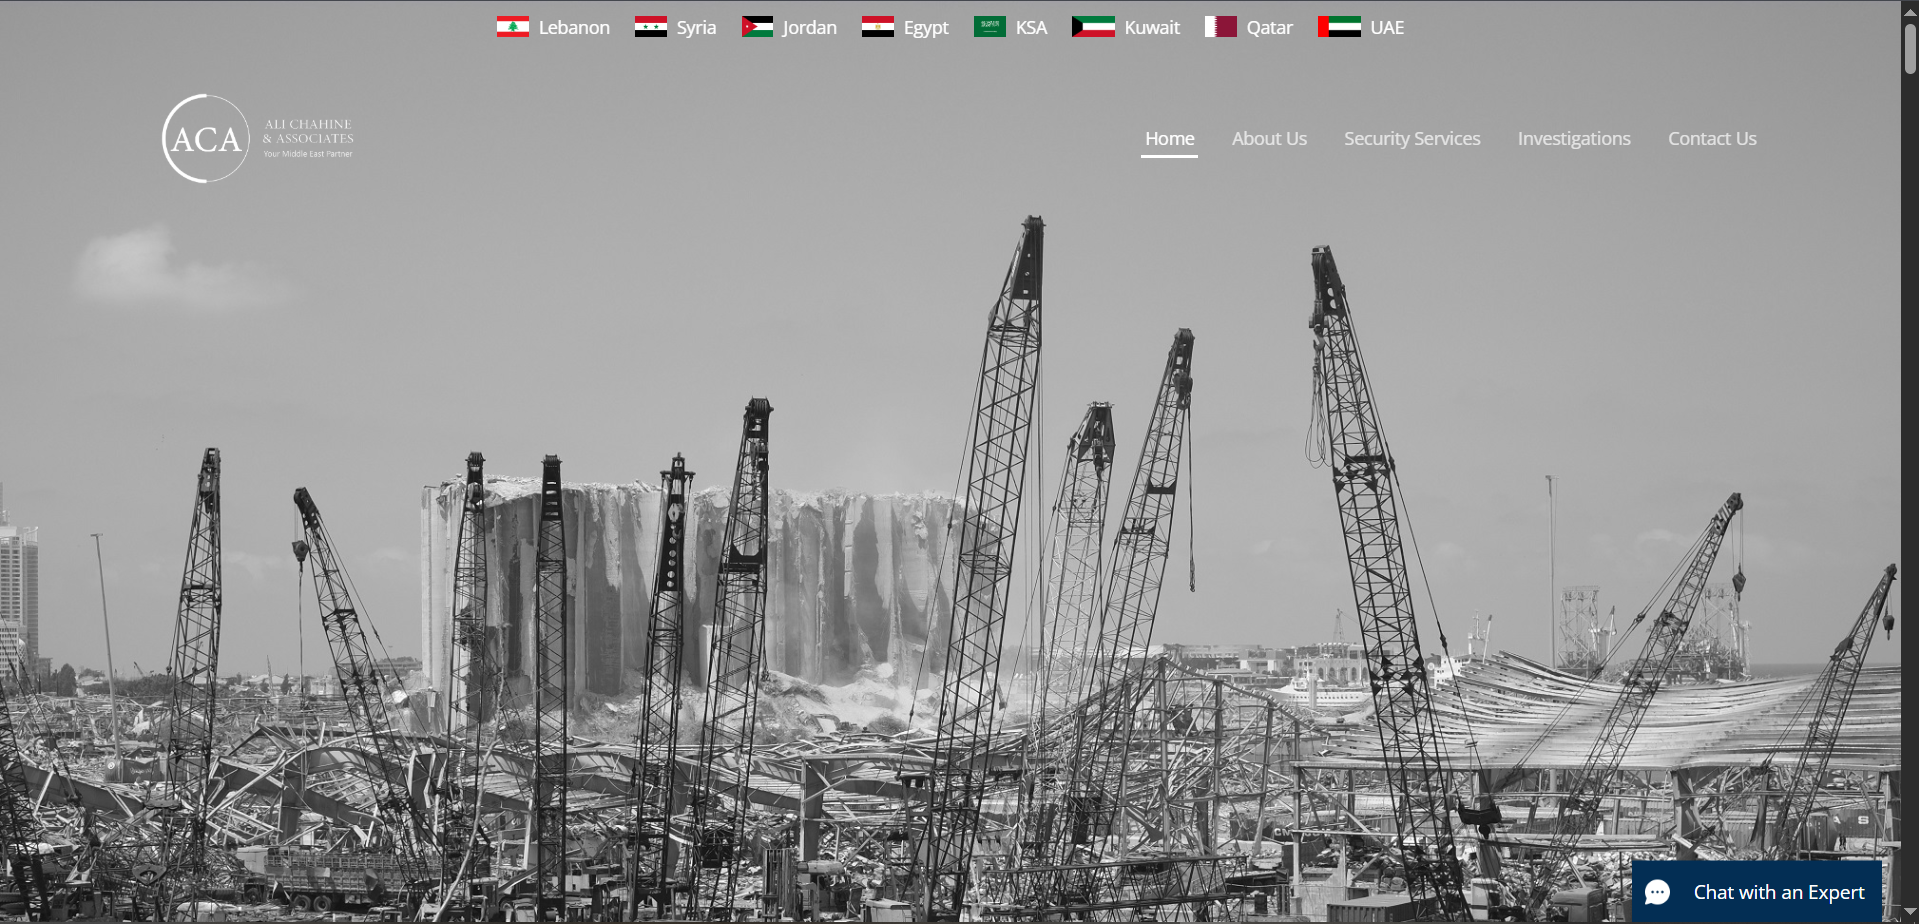 Lebanon Syria Jordan Egypt KSA Kuwait Qatar UAE
ACA
ALI CHAHINE
& ASSOCIATES
Your Middle East Partner
Home About Us Security Services Investigations Contact Us
Chat with an Expert